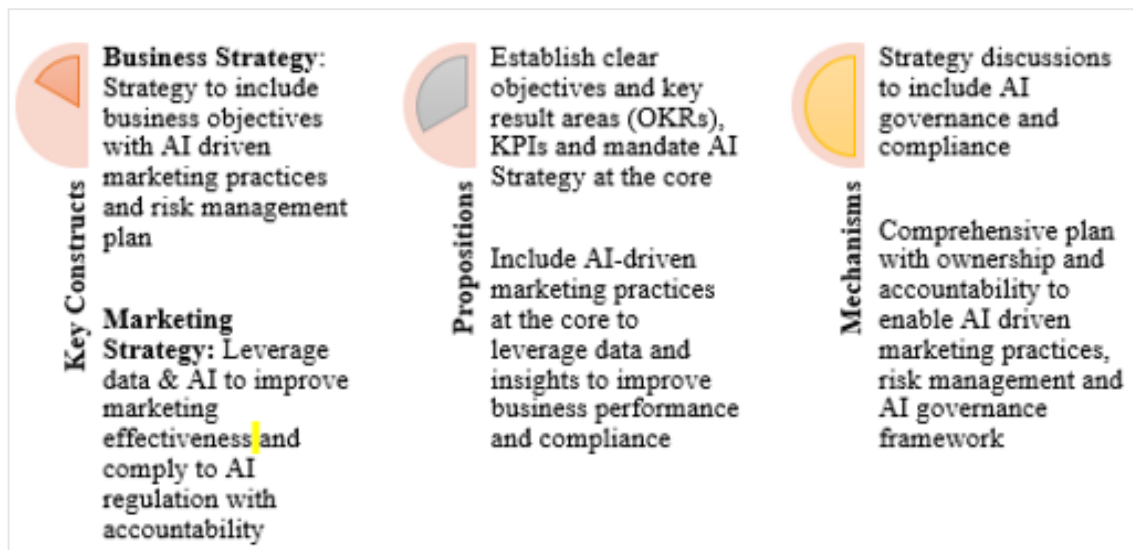 Key Constructs
Business Strategy:
Strategy to include
business objectives
with AI driven
marketing practices
and risk management
plan
Marketing
Strategy: Leverage
data & AI to improve
marketing
effectiveness and
comply to AI
regulation with
accountability
Propositions
Establish clear
objectives and key
result areas (OKRs),
KPIs and mandate AI
Strategy at the core
Include AI-driven
marketing practices
at the core to
leverage data and
insights to improve
business performance
and compliance
Mechanisms
Strategy discussions
to include AI
governance and
compliance
Comprehensive plan
with ownership and
accountability to
enable AI driven
marketing practices,
risk management and
AI governance
framework